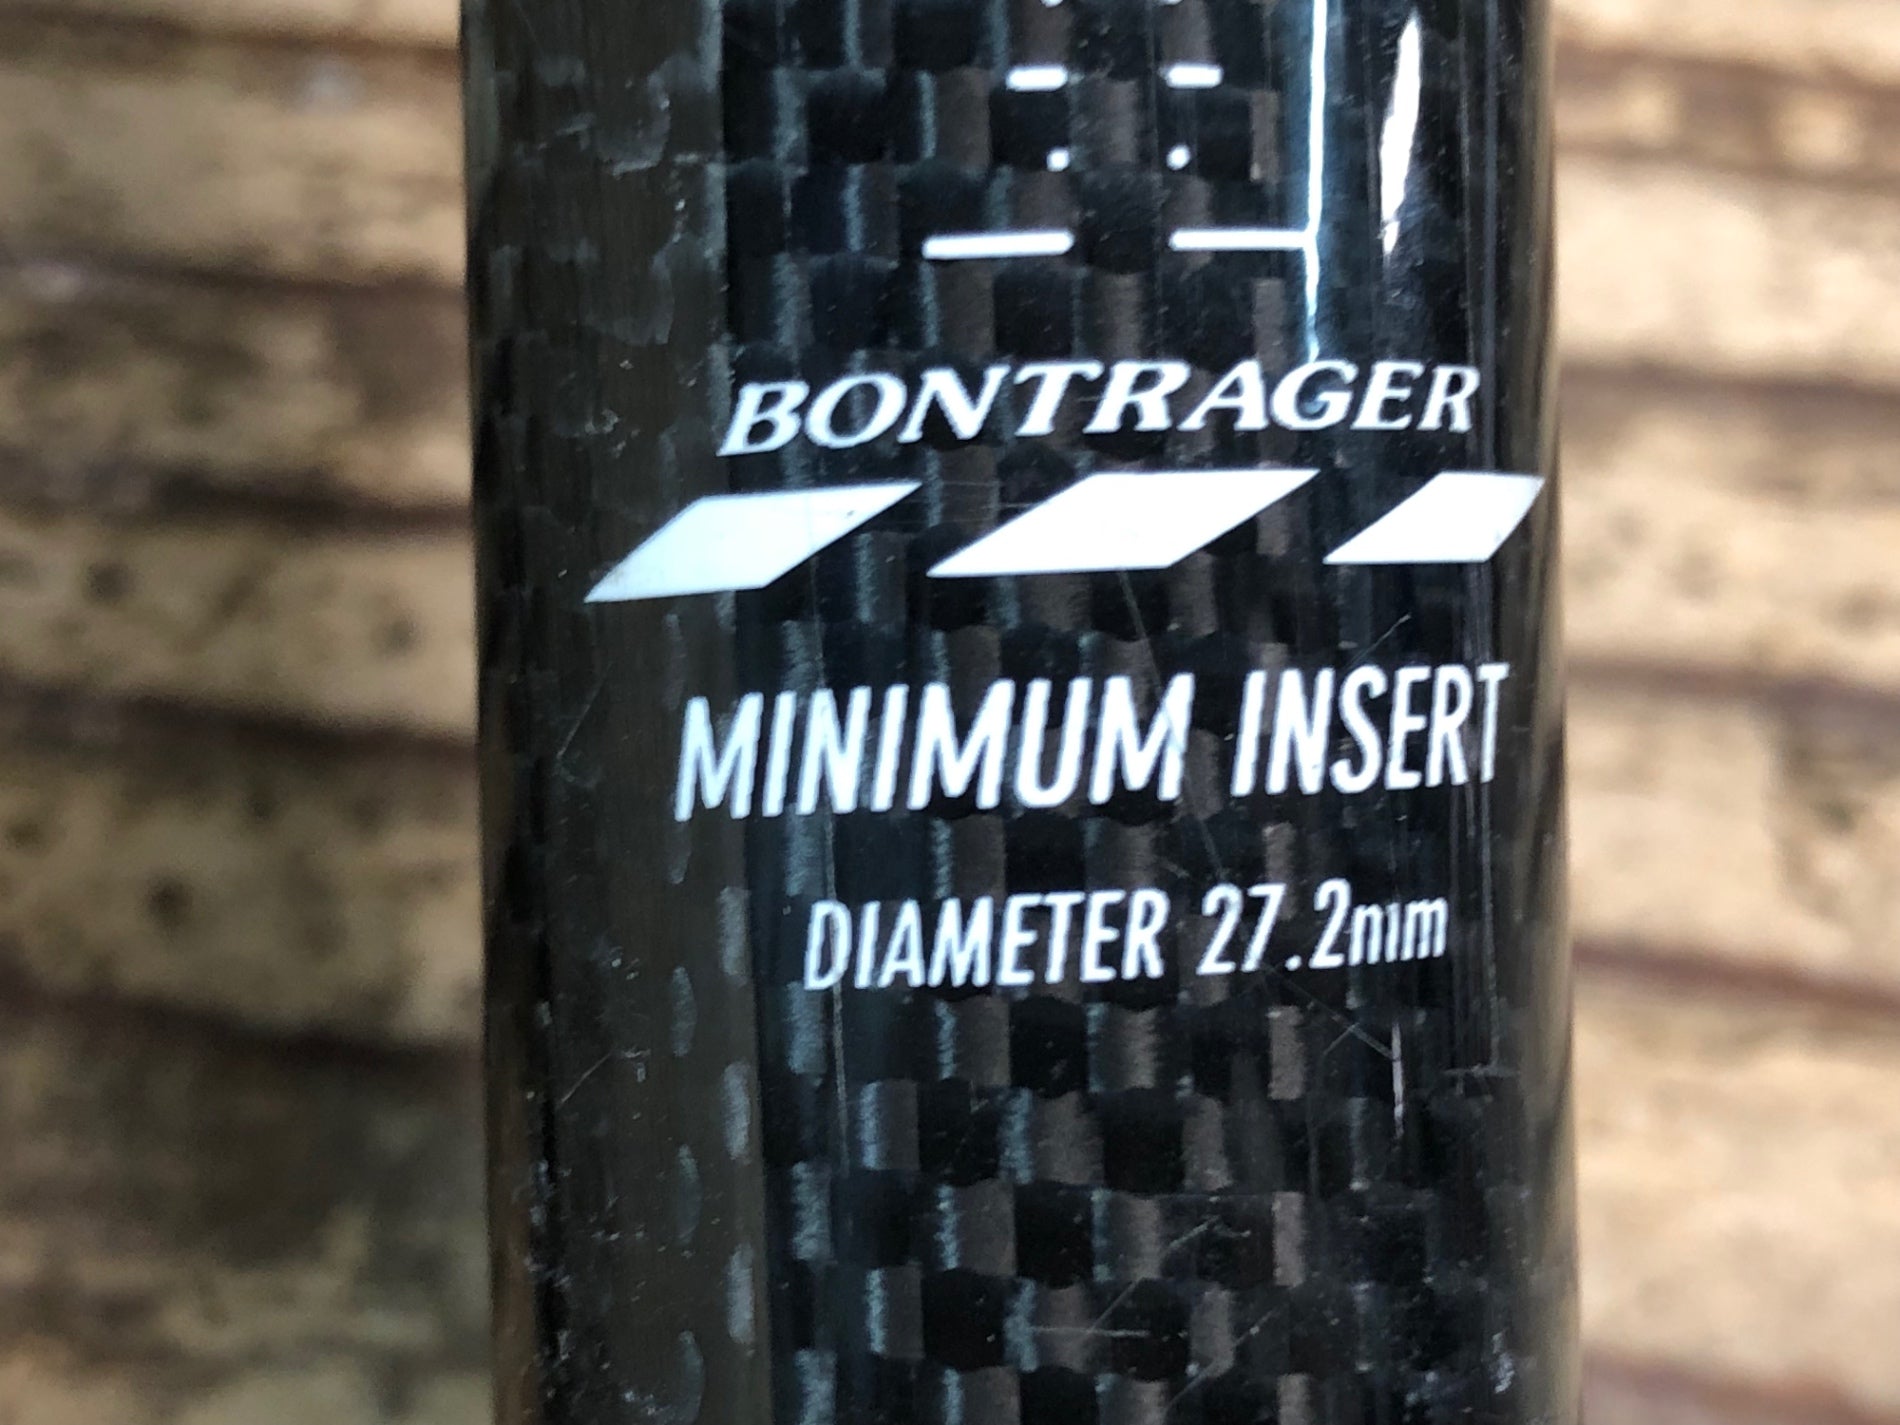 BONTRAGER
MINIMUM INSERT
DIAMETER 27.2mm